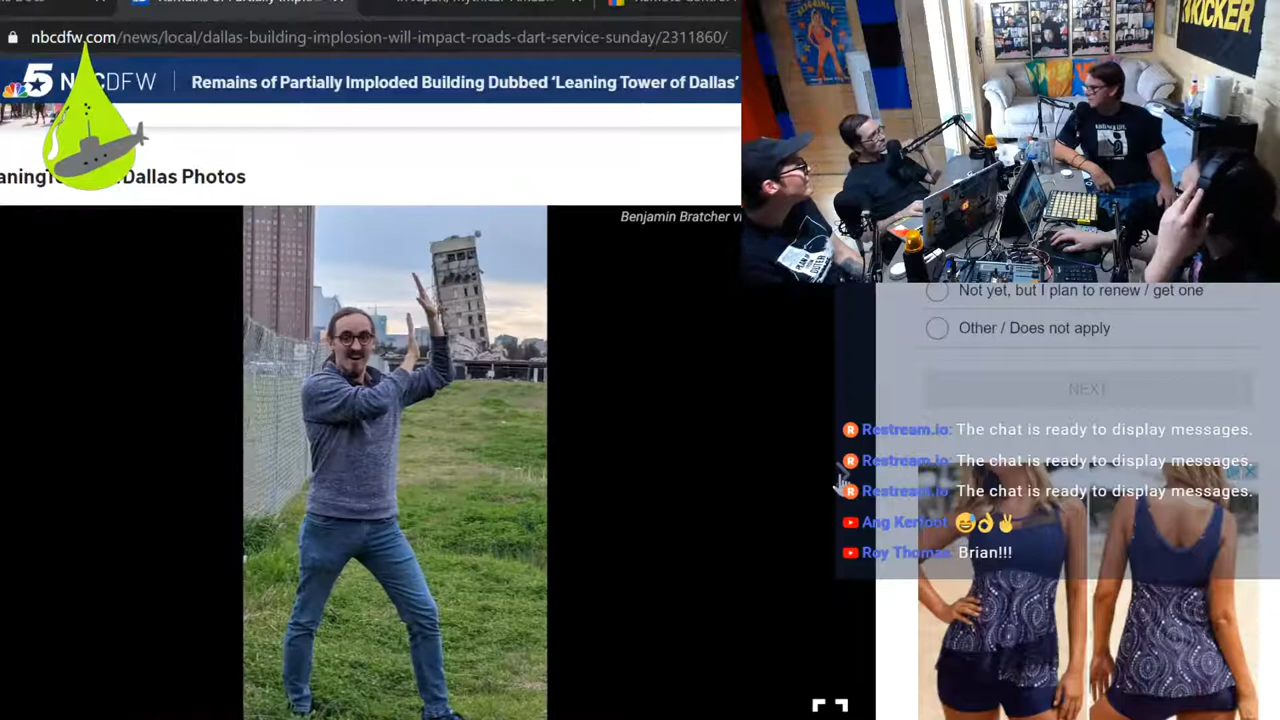 nbcdfw.com/news/local/dallas-building-implosion-will-impact-roads-dart-service-sunday/2311860/
5
DFW
Remains of Partially Imploded Building Dubbed 'Leaning Tower of Dallas'
Dallas Photos
Benjamin Bratcher
KICKER
Not yet, but I plan to renew / get one
Other / Does not apply
NEXT
R Restream.io: The chat is ready to display messages.
R Restream.io: The chat is ready to display messages.
R Restream.io: The chat is ready to display messages.
Ang Kerfoot 😅👌✌
Roy Thomas: Brian!!!